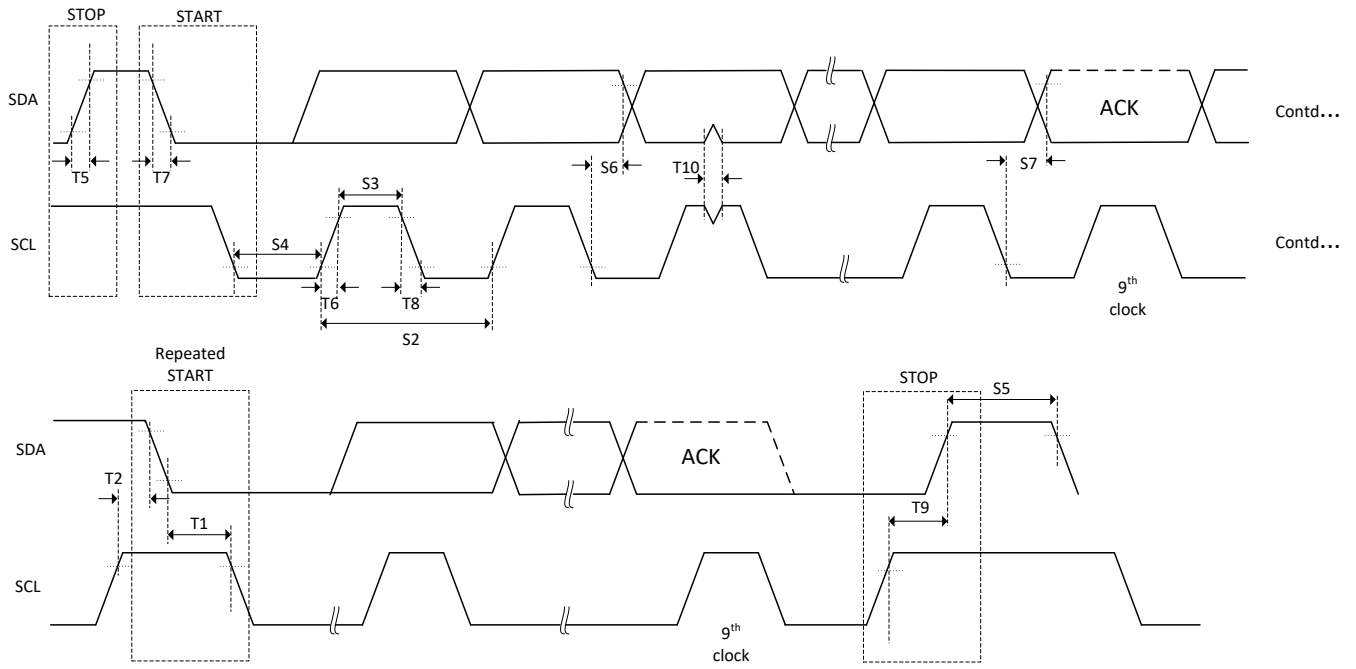 STOP
START
SDA
ACK
Contd...
T5
T7
S6
T10
S7
S3
SCL
S4
Contd...
T6
T8
9th
clock
S2
Repeated
START
STOP
S5
SDA
T2
ACK
T1
T9
SCL
9th
clock